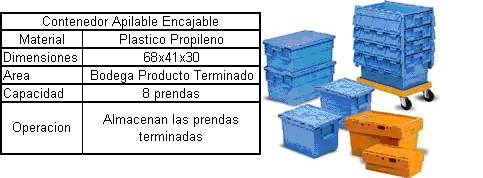 Contenedor Apilable Encajable
Material Plastico Propileno
Dimensiones 68x41x30
Area Bodega Producto Terminado
Capacidad 8 prendas
Operacion Almacenan las prendas
terminadas